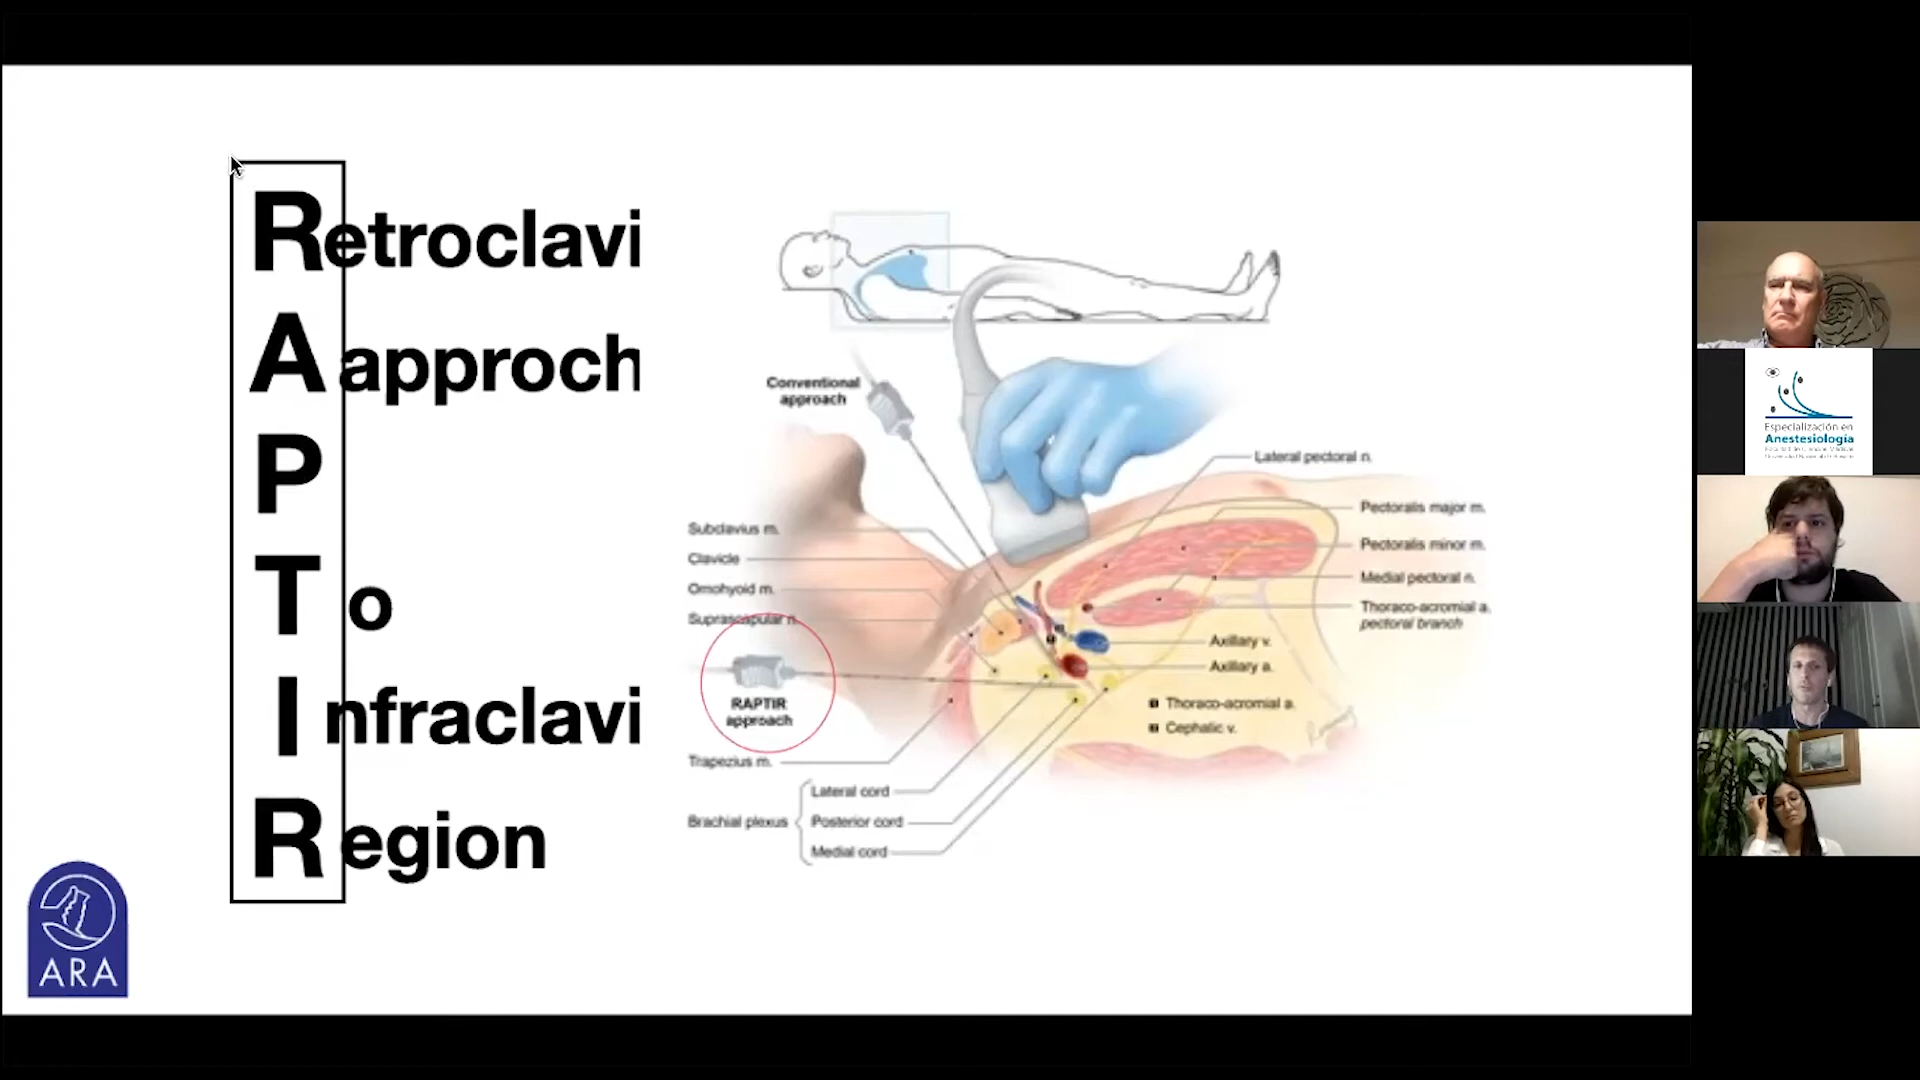 Retroclavi
Aapproch
P
To
Infraclavi
Region
Conventional
approach
Lateral pectoral n.
Pectoralis major m.
Pectoralis minor m.
Medial pectoral n.
Thoraco-acromial a.
pectoral branch
Subclavius m.
Clavicle
Omohyoid m.
Suprascapular n.
Axillary v.
Axillary a.
RAPTIR
approach
Thoraco-acromial a.
Cephalic v.
Trapezius m.
Brachial plexus
Lateral cord
Posterior cord
Medial cord
ARA
Especialización en
Anestesiología